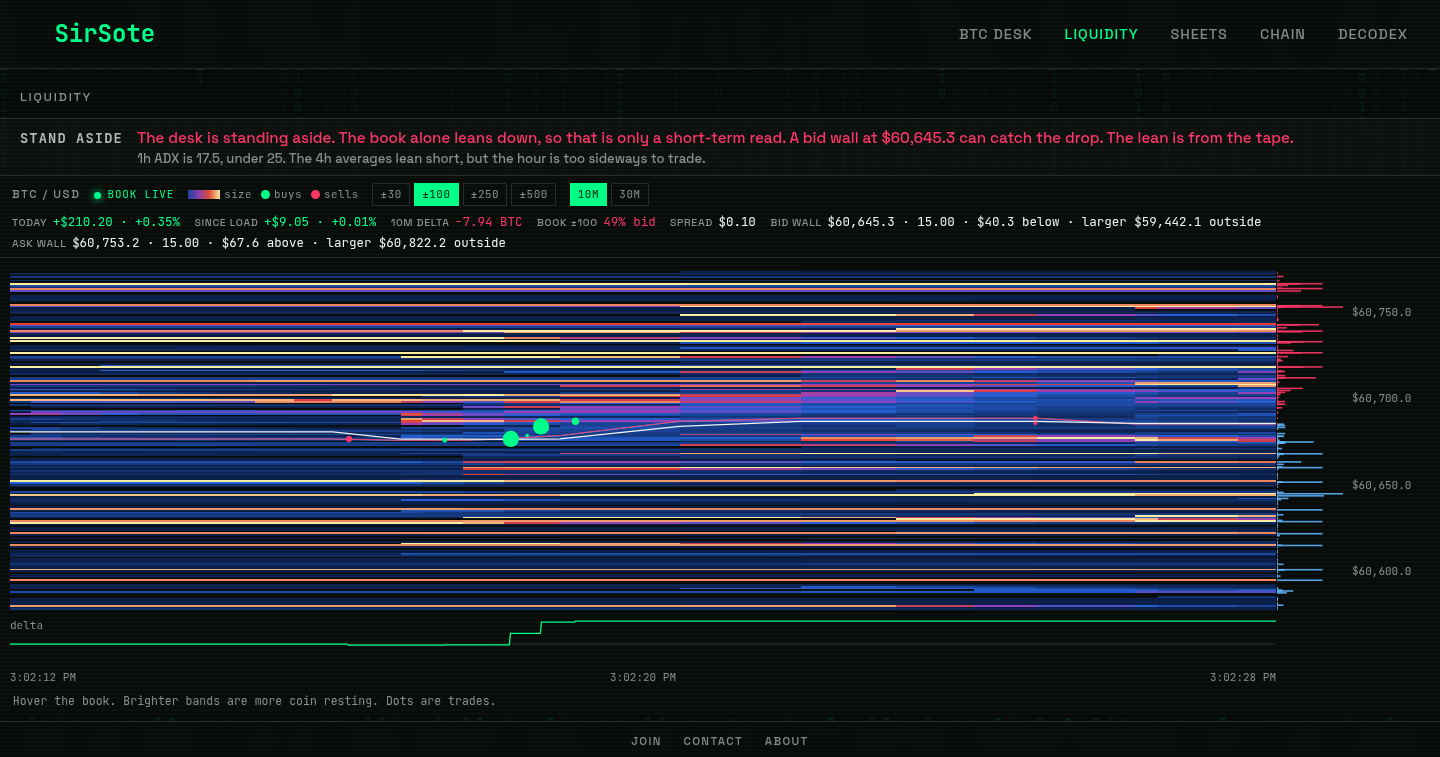 SirSote
BTC DESK LIQUIDITY SHEETS CHAIN DECODEX
LIQUIDITY
STAND ASIDE The desk is standing aside. The book alone leans down, so that is only a short-term read. A bid wall at $60,645.3 can catch the drop. The lean is from the tape.
1h ADX is 17.5, under 25. The 4h averages lean short, but the hour is too sideways to trade.
BTC / USD BOOK LIVE size buys sells ±30 ±100 ±250 ±500 10M 30M
TODAY +$210.20 · +0.35% SINCE LOAD +$9.05 · +0.01% 10M DELTA -7.94 BTC BOOK ±100 49% bid SPREAD $0.10 BID WALL $60,645.3 · 15.00 · $40.3 below · larger $59,442.1 outside
ASK WALL $60,753.2 · 15.00 · $67.6 above · larger $60,822.2 outside
$60,750.0
$60,700.0
$60,650.0
$60,600.0
delta
3:02:12 PM 3:02:20 PM 3:02:28 PM
Hover the book. Brighter bands are more coin resting. Dots are trades.
JOIN CONTACT ABOUT